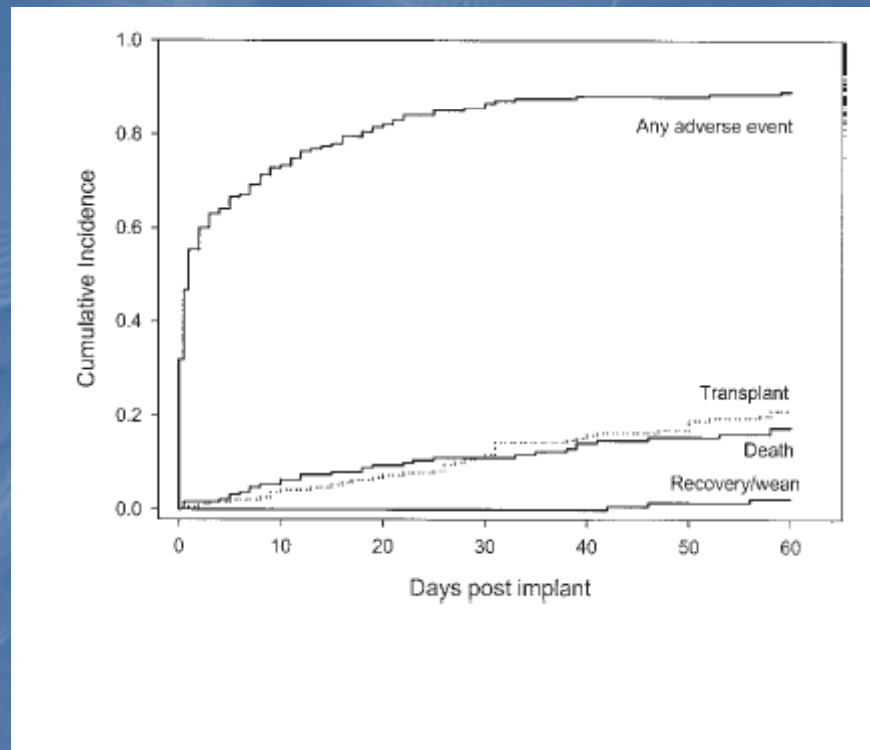 1.0
0.8
0.6
0.4
0.2
0.0
Cumulative Incidence
Any adverse event
Transplant
Death
Recovery/wean
0 10 20 30 40 50 60
Days post implant